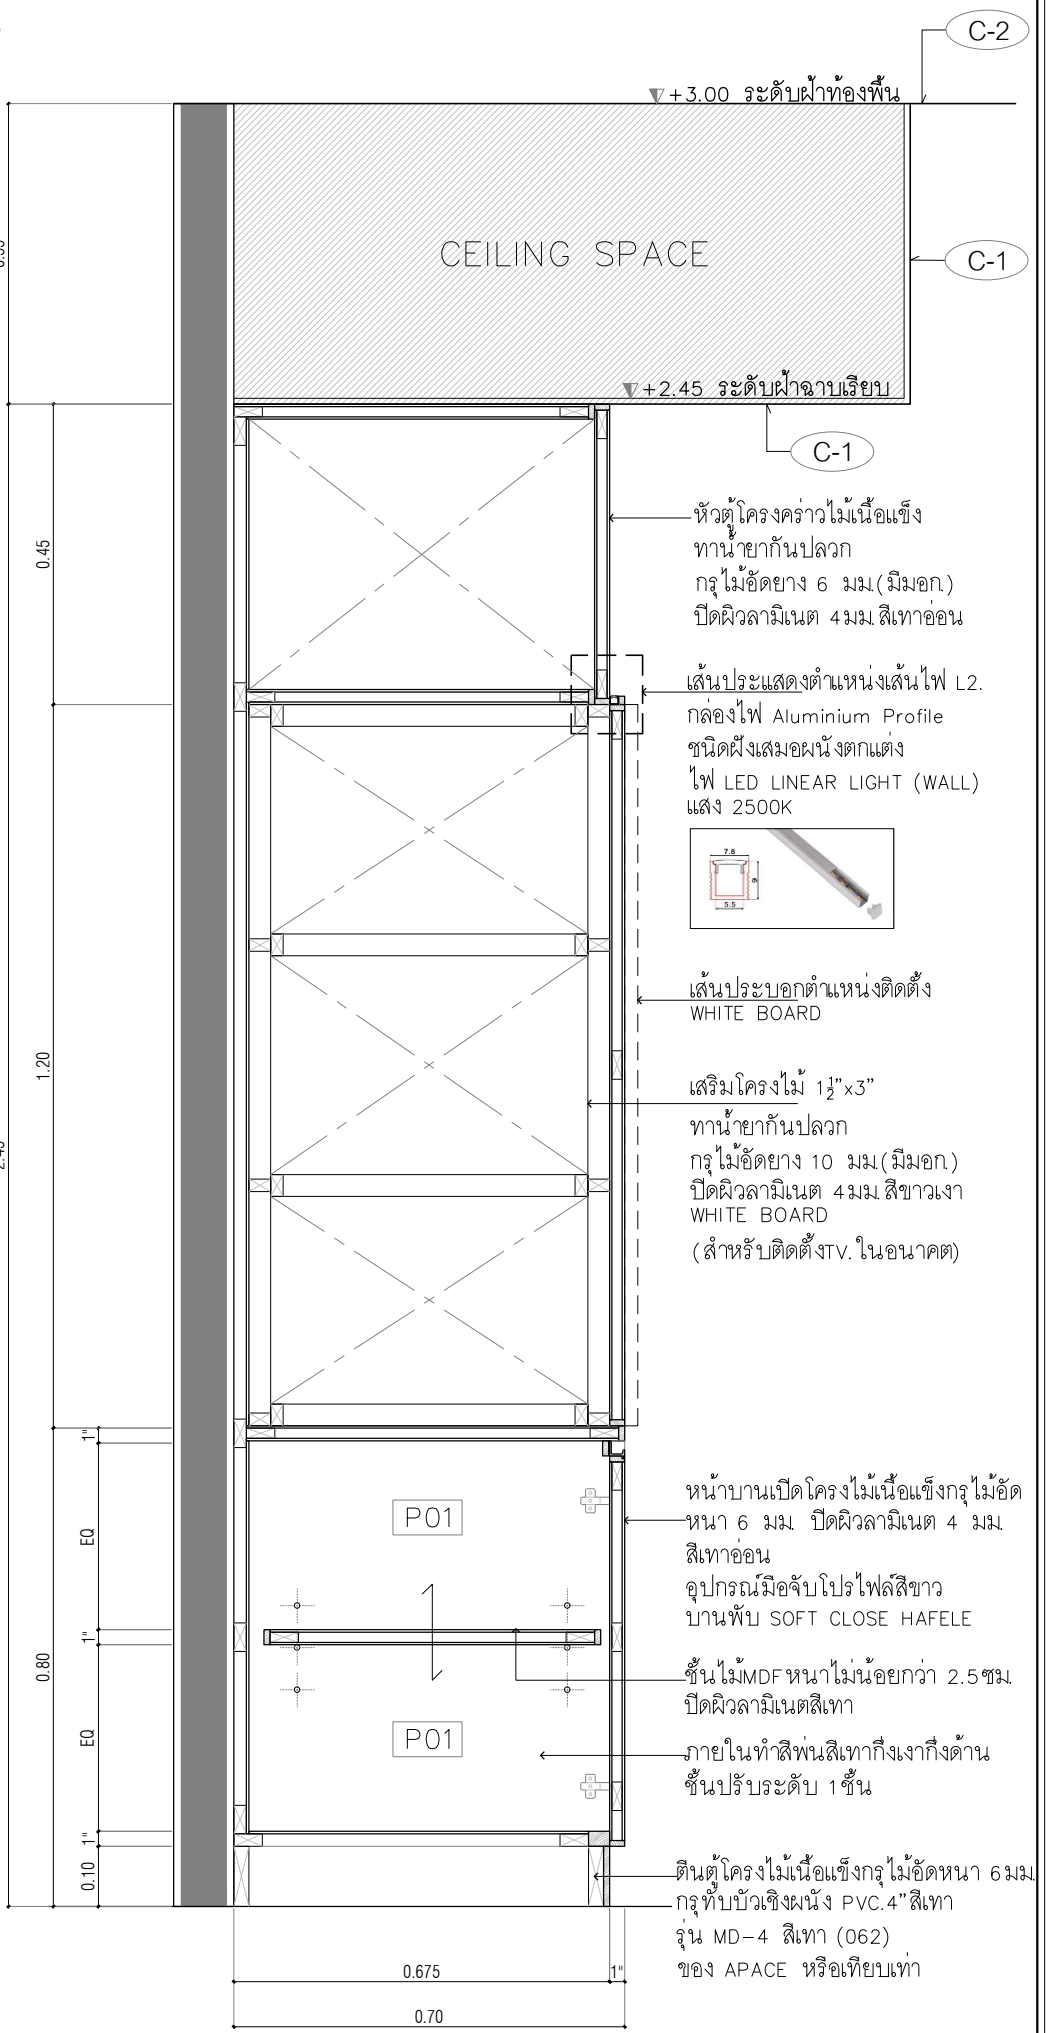 C-2
+3.00 ระดับฝ้าท้องพื้น
CEILING SPACE
C-1
+2.45 ระดับฝ้าฉาบเรียบ
C-1
0.45
หัวตู้โครงคร่าวไม้เนื้อแข็ง
ทาน้ำยากันปลวก
กรุไม้อัดยาง 6 มม.(มีมอก.)
ปิดผิวลามิเนต 4มม.สีเทาอ่อน
เส้นประแสดงตำแหน่งเส้นไฟ L2.
กล่องไฟ Aluminium Profile
ชนิดฝังเสมอผนังตกแต่ง
ไฟ LED LINEAR LIGHT (WALL)
แสง 2500K
7.8
9
5.5
เส้นประบอกตำแหน่งติดตั้ง
WHITE BOARD
1.20
เสริมโครงไม้ 1½"x3"
ทาน้ำยากันปลวก
กรุไม้อัดยาง 10 มม.(มีมอก.)
ปิดผิวลามิเนต 4มม.สีขาวเงา
WHITE BOARD
(สำหรับติดตั้งTV.ในอนาคต)
1"
EQ
1"
EQ
1"
0.10
0.80
P01
P01
หน้าบานเปิดโครงไม้เนื้อแข็งกรุไม้อัด
หนา 6 มม. ปิดผิวลามิเนต 4 มม.
สีเทาอ่อน
อุปกรณ์มือจับโปรไฟล์สีขาว
บานพับ SOFT CLOSE HAFELE
ชั้นไม้MDFหนาไม่น้อยกว่า 2.5ซม.
ปิดผิวลามิเนตสีเทา
ภายในทำสีพ่นสีเทากึ่งเงากึ่งด้าน
ชั้นปรับระดับ 1ชั้น
ตีนตู้โครงไม้เนื้อแข็งกรุไม้อัดหนา 6มม.
กรุทับบัวเชิงผนัง PVC.4"สีเทา
รุ่น MD-4 สีเทา (062)
ของ APACE หรือเทียบเท่า
0.675
1"
0.70